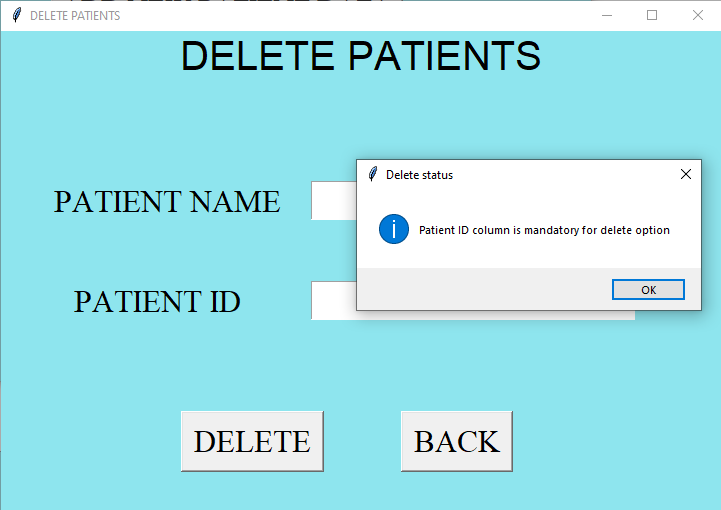 DELETE PATIENTS
DELETE PATIENTS
Delete status
PATIENT NAME
Patient ID column is mandatory for delete option
OK
PATIENT ID
DELETE
BACK